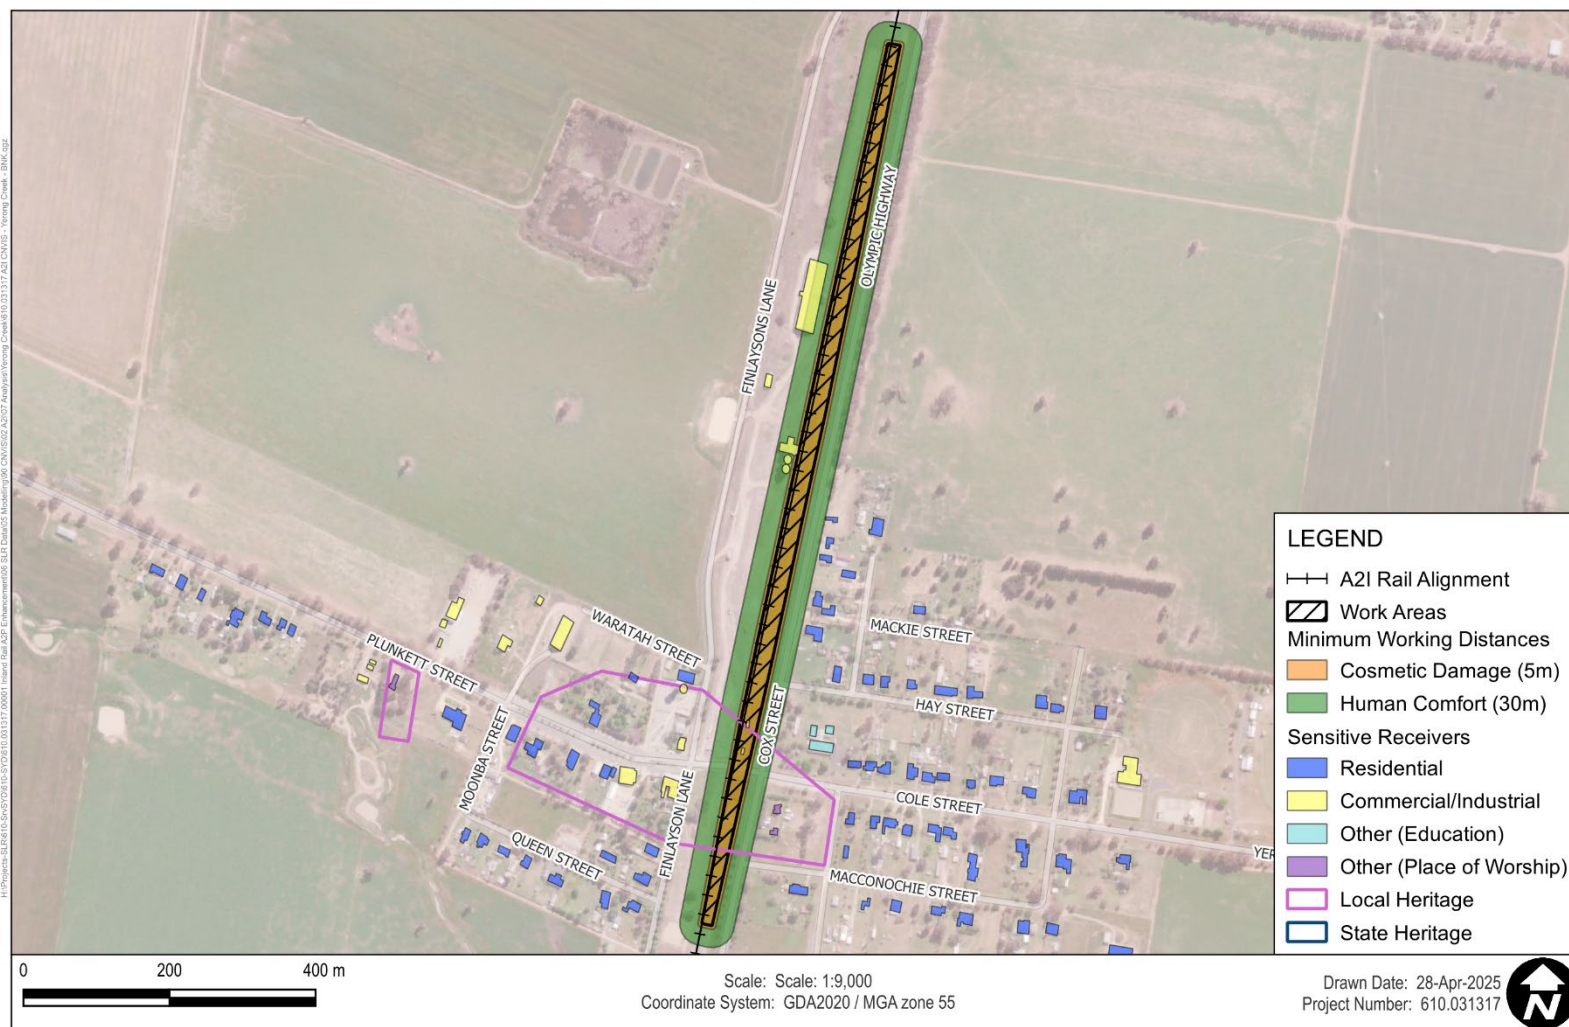 OLYMPIC HIGHWAY
FINLAYSONS LANE
WARATAH STREET
PLUNKETT STREET
MACKIE STREET
HAY STREET
COX STREET
MOONBA STREET
COLE STREET
QUEEN STREET
FINLAYSON LANE
MACCONOCHIE STREET
YER
LEGEND
A2I Rail Alignment
Work Areas
Minimum Working Distances
Cosmetic Damage (5m)
Human Comfort (30m)
Sensitive Receivers
Residential
Commercial/Industrial
Other (Education)
Other (Place of Worship)
Local Heritage
State Heritage
0 200 400 m
Scale: Scale: 1:9,000
Coordinate System: GDA2020 / MGA zone 55
Drawn Date: 28-Apr-2025
Project Number: 610.031317
N